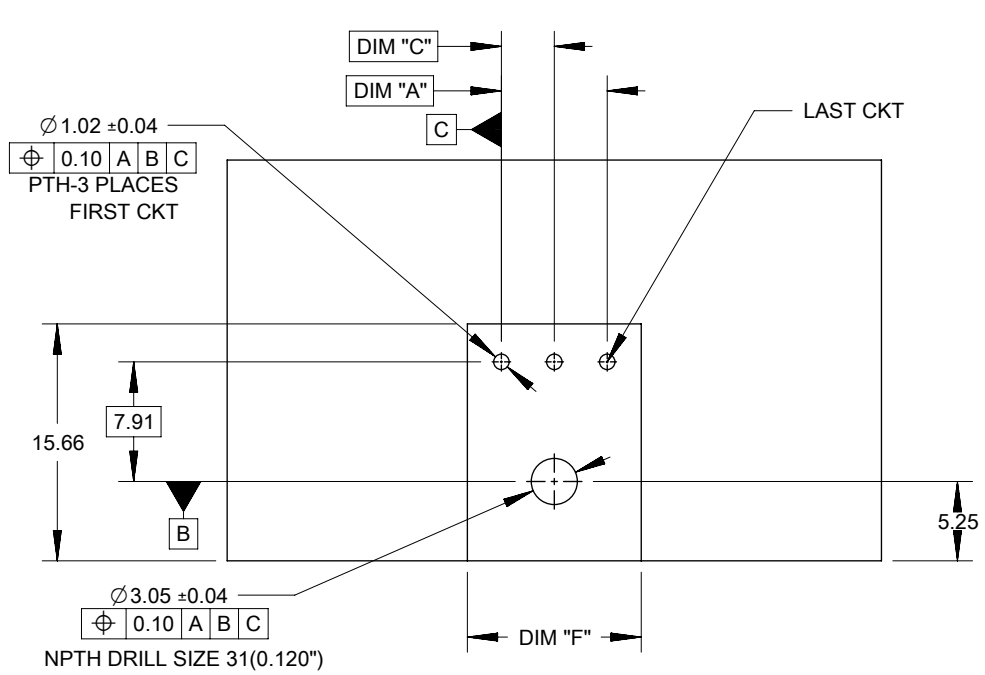 DIM "C"
DIM "A"
C
LAST CKT
⌀1.02 ±0.04
⌖ 0.10 A B C
PTH-3 PLACES
FIRST CKT
7.91
15.66
B
5.25
⌀3.05 ±0.04
⌖ 0.10 A B C
DIM "F"
NPTH DRILL SIZE 31(0.120")